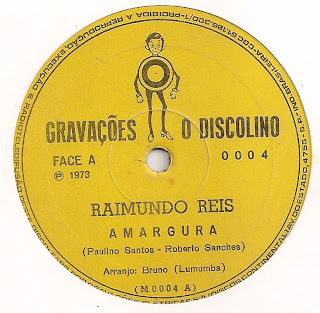 GRAVAÇÕES O DISCOLINO
FACE A 0004
Ⓟ 1973
RAIMUNDO REIS
AMARGURA
(Paulino Santos - Roberto Sanches)
Arranjo: Bruno (Lumumba)
(M0004 A)